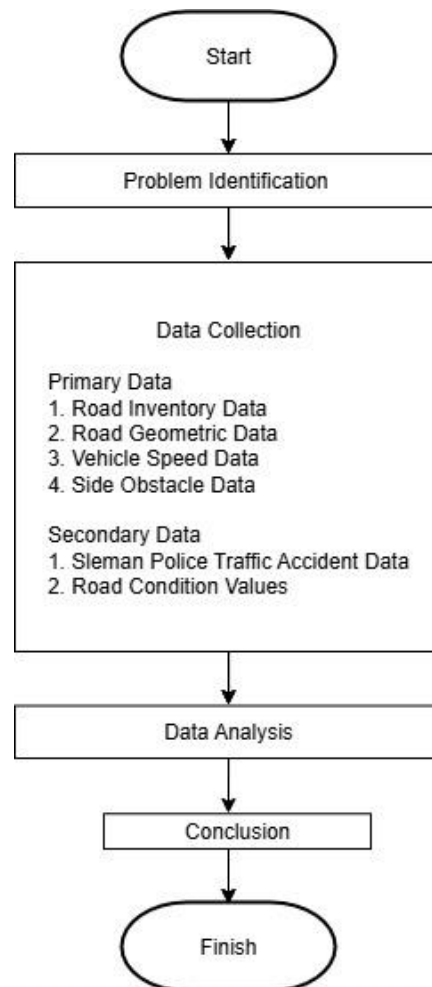 Start
Problem Identification
Data Collection
Primary Data
1. Road Inventory Data
2. Road Geometric Data
3. Vehicle Speed Data
4. Side Obstacle Data
Secondary Data
1. Sleman Police Traffic Accident Data
2. Road Condition Values
Data Analysis
Conclusion
Finish